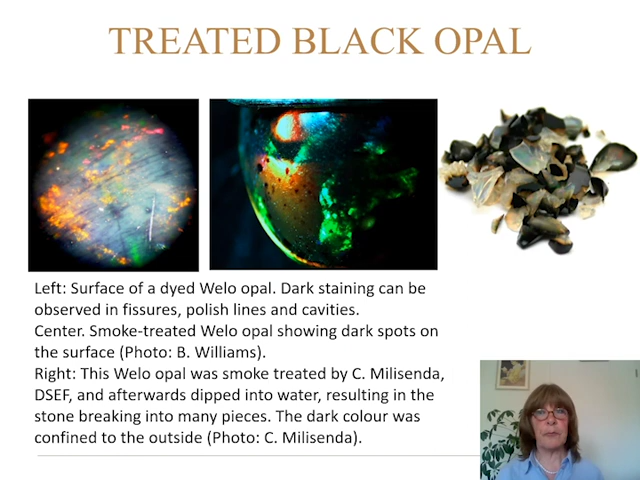 TREATED BLACK OPAL
Left: Surface of a dyed Welo opal. Dark staining can be
observed in fissures, polish lines and cavities.
Center. Smoke-treated Welo opal showing dark spots on
the surface (Photo: B. Williams).
Right: This Welo opal was smoke treated by C. Milisenda,
DSEF, and afterwards dipped into water, resulting in the
stone breaking into many pieces. The dark colour was
confined to the outside (Photo: C. Milisenda).